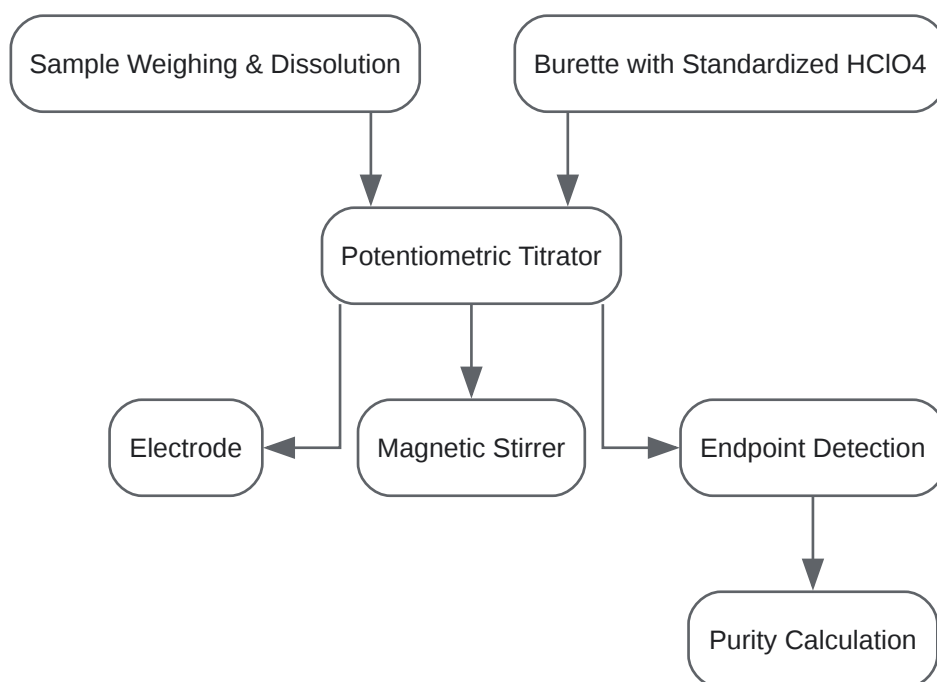 Sample Weighing & Dissolution
Burette with Standardized HClO4
Potentiometric Titrator
Electrode
Magnetic Stirrer
Endpoint Detection
Purity Calculation